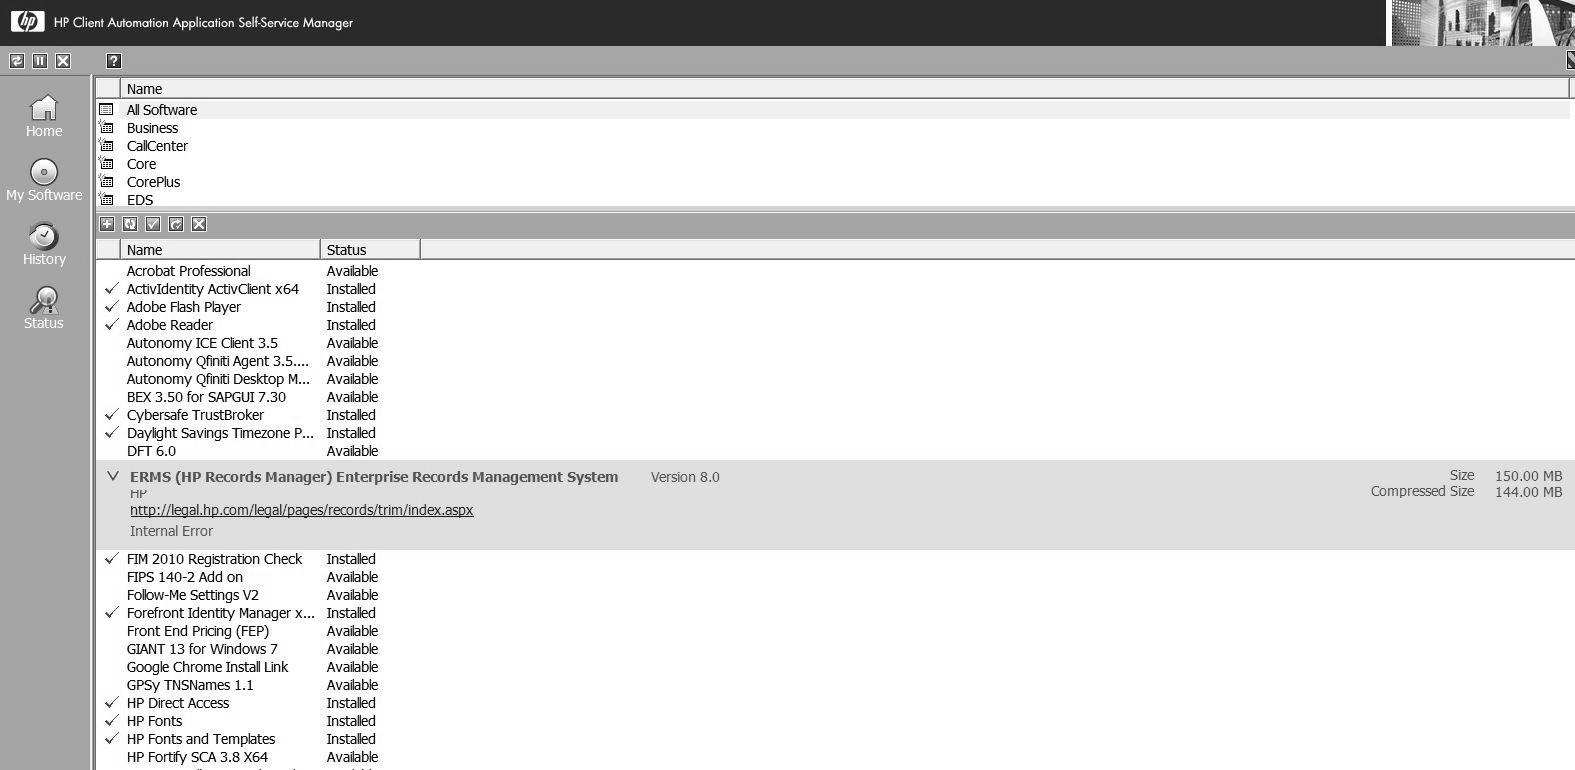 hp HP Client Automation Application Self-Service Manager
?
Name
Home
All Software
Business
CallCenter
Core
CorePlus
EDS
My Software
History
Status
Name Status
Acrobat Professional Available
ActivIdentity ActivClient x64 Installed
Adobe Flash Player Installed
Adobe Reader Installed
Autonomy ICE Client 3.5 Available
Autonomy Qfiniti Agent 3.5.... Available
Autonomy Qfiniti Desktop M... Available
BEX 3.50 for SAPGUI 7.30 Available
Cybersafe TrustBroker Installed
Daylight Savings Timezone P... Installed
DFT 6.0 Available
ERMS (HP Records Manager) Enterprise Records Management System Version 8.0 Size 150.00 MB
HP Compressed Size 144.00 MB
http://legal.hp.com/legal/pages/records/trim/index.aspx
Internal Error
FIM 2010 Registration Check Installed
FIPS 140-2 Add on Available
Follow-Me Settings V2 Available
Forefront Identity Manager x... Installed
Front End Pricing (FEP) Available
GIANT 13 for Windows 7 Available
Google Chrome Install Link Available
GPSy TNSNames 1.1 Available
HP Direct Access Installed
HP Fonts Installed
HP Fonts and Templates Installed
HP Fortify SCA 3.8 X64 Available